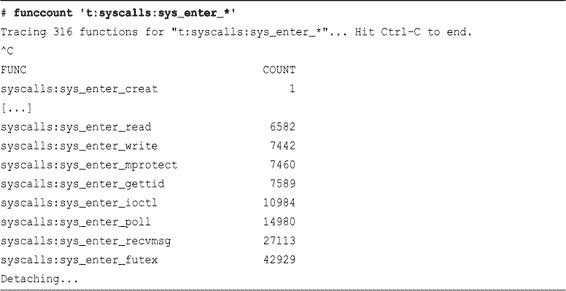 # funccount 't:syscalls:sys_enter_*'
Tracing 316 functions for "t:syscalls:sys_enter_*"... Hit Ctrl-C to end.
^C
FUNC COUNT
syscalls:sys_enter_creat 1
[...]
syscalls:sys_enter_read 6582
syscalls:sys_enter_write 7442
syscalls:sys_enter_mprotect 7460
syscalls:sys_enter_gettid 7589
syscalls:sys_enter_ioctl 10984
syscalls:sys_enter_poll 14980
syscalls:sys_enter_recvmsg 27113
syscalls:sys_enter_futex 42929
Detaching...